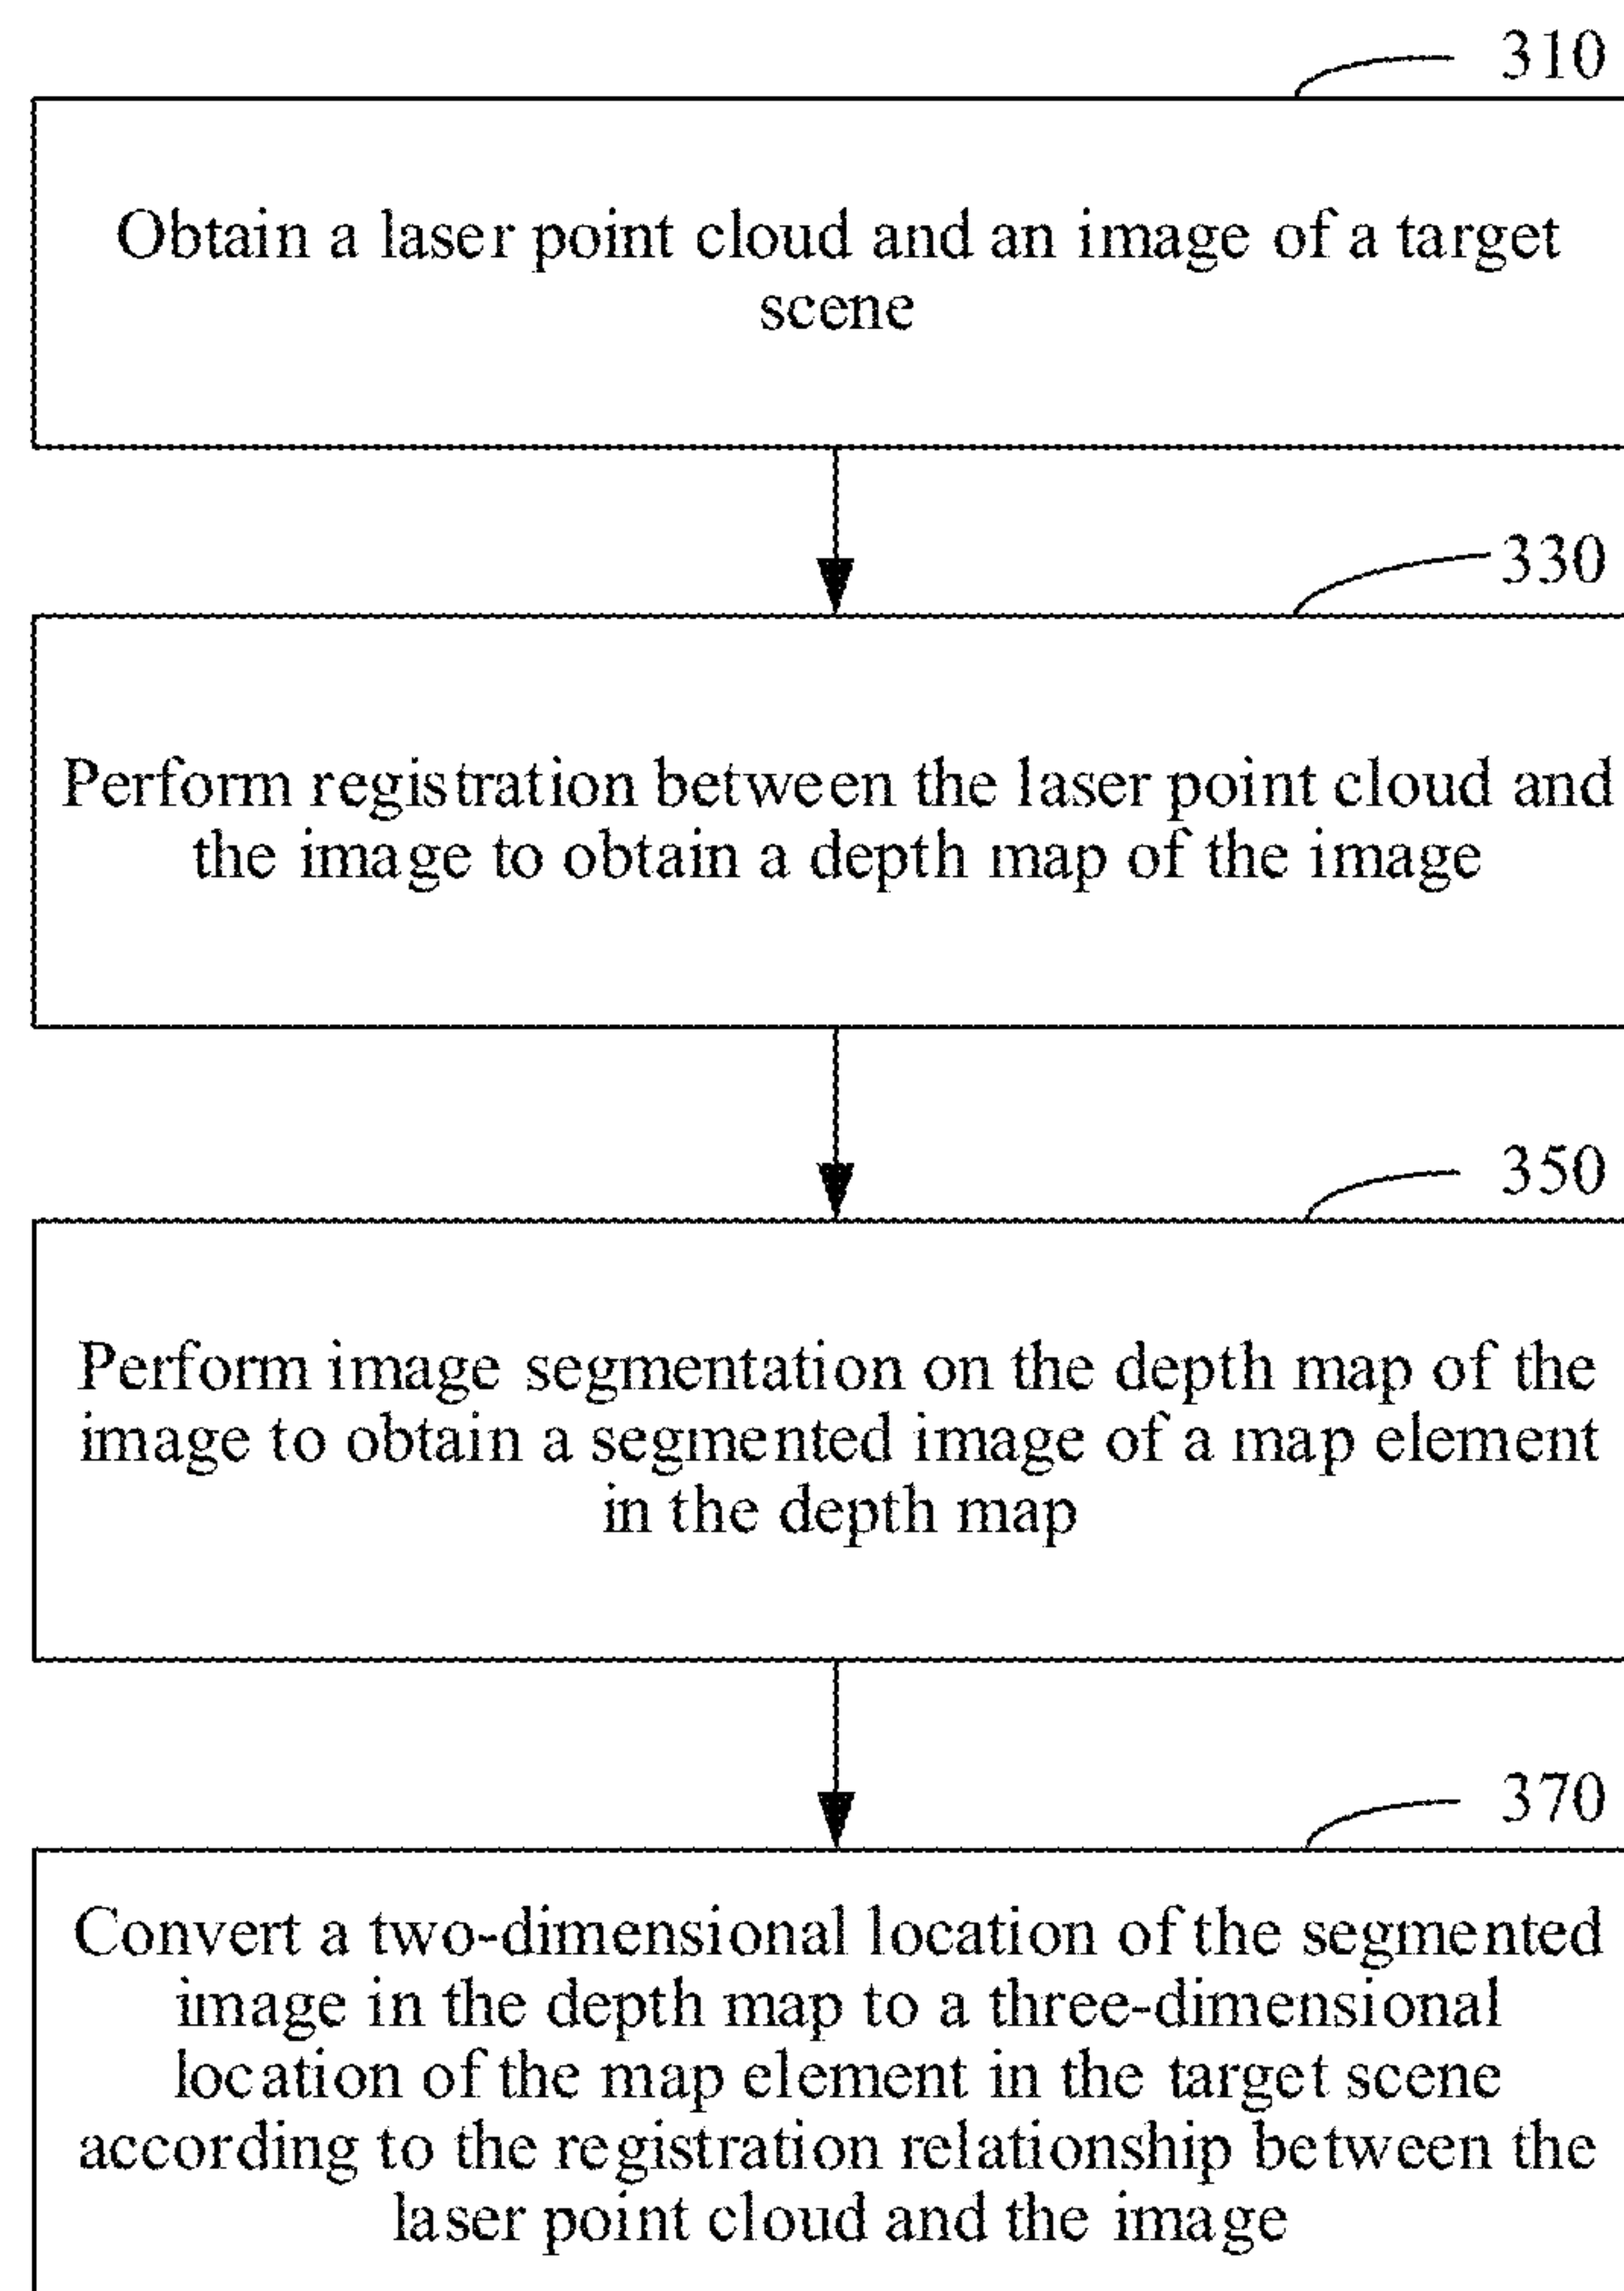 310
Obtain a laser point cloud and an image of a target
scene
330
Perform registration between the laser point cloud and
the image to obtain a depth map of the image
350
Perform image segmentation on the depth map of the
image to obtain a segmented image of a map element
in the depth map
370
Convert a two-dimensional location of the segmented
image in the depth map to a three-dimensional
location of the map element in the target scene
according to the registration relationship between the
laser point cloud and the image